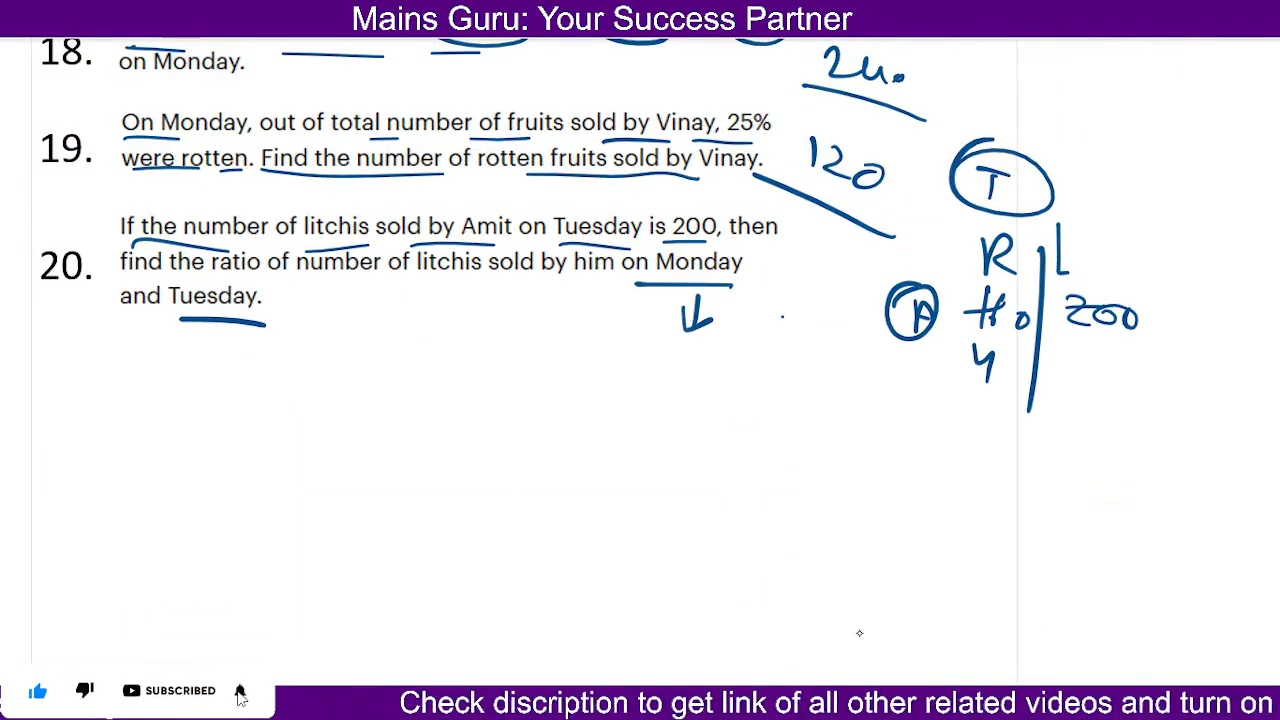 Mains Guru: Your Success Partner
18.
on Monday.
24.
19.
On Monday, out of total number of fruits sold by Vinay, 25%
were rotten. Find the number of rotten fruits sold by Vinay.
120
T
20.
If the number of litchis sold by Amit on Tuesday is 200, then
find the ratio of number of litchis sold by him on Monday
and Tuesday.
R L
A
200
SUBSCRIBED
Check discription to get link of all other related videos and turn on